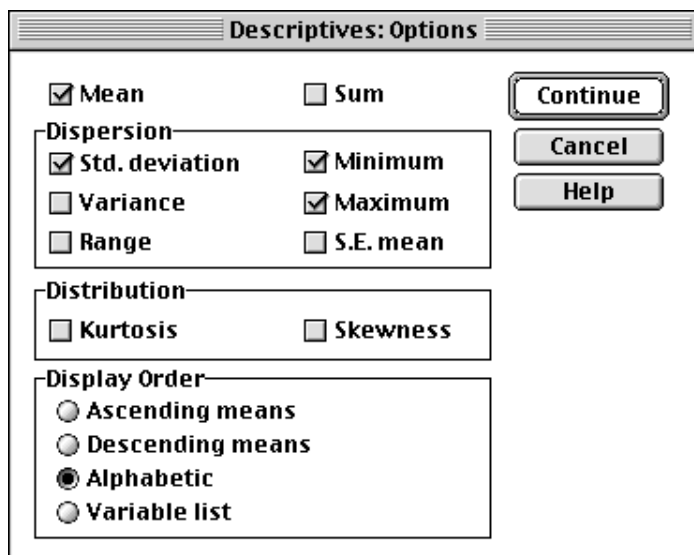 Descriptives: Options
Mean
Sum
Continue
Cancel
Help
Dispersion
Std. deviation
Minimum
Variance
Maximum
Range
S.E. mean
Distribution
Kurtosis
Skewness
Display Order
Ascending means
Descending means
Alphabetic
Variable list